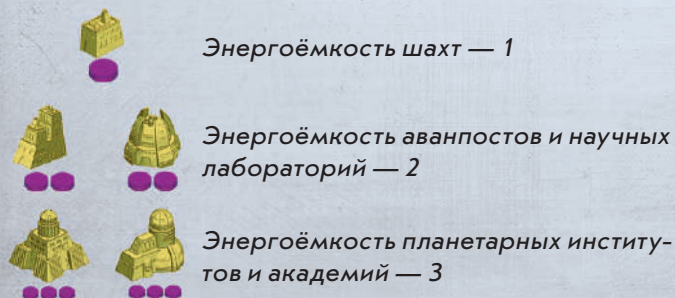 Энергоёмкость шахт — 1
Энергоёмкость аванпостов и научных
лабораторий — 2
Энергоёмкость планетарных институ-
тов и академий — 3